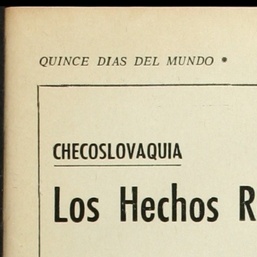 QUINCE DIAS DEL MUNDO •
CHECOSLOVAQUIA
Los Hechos R